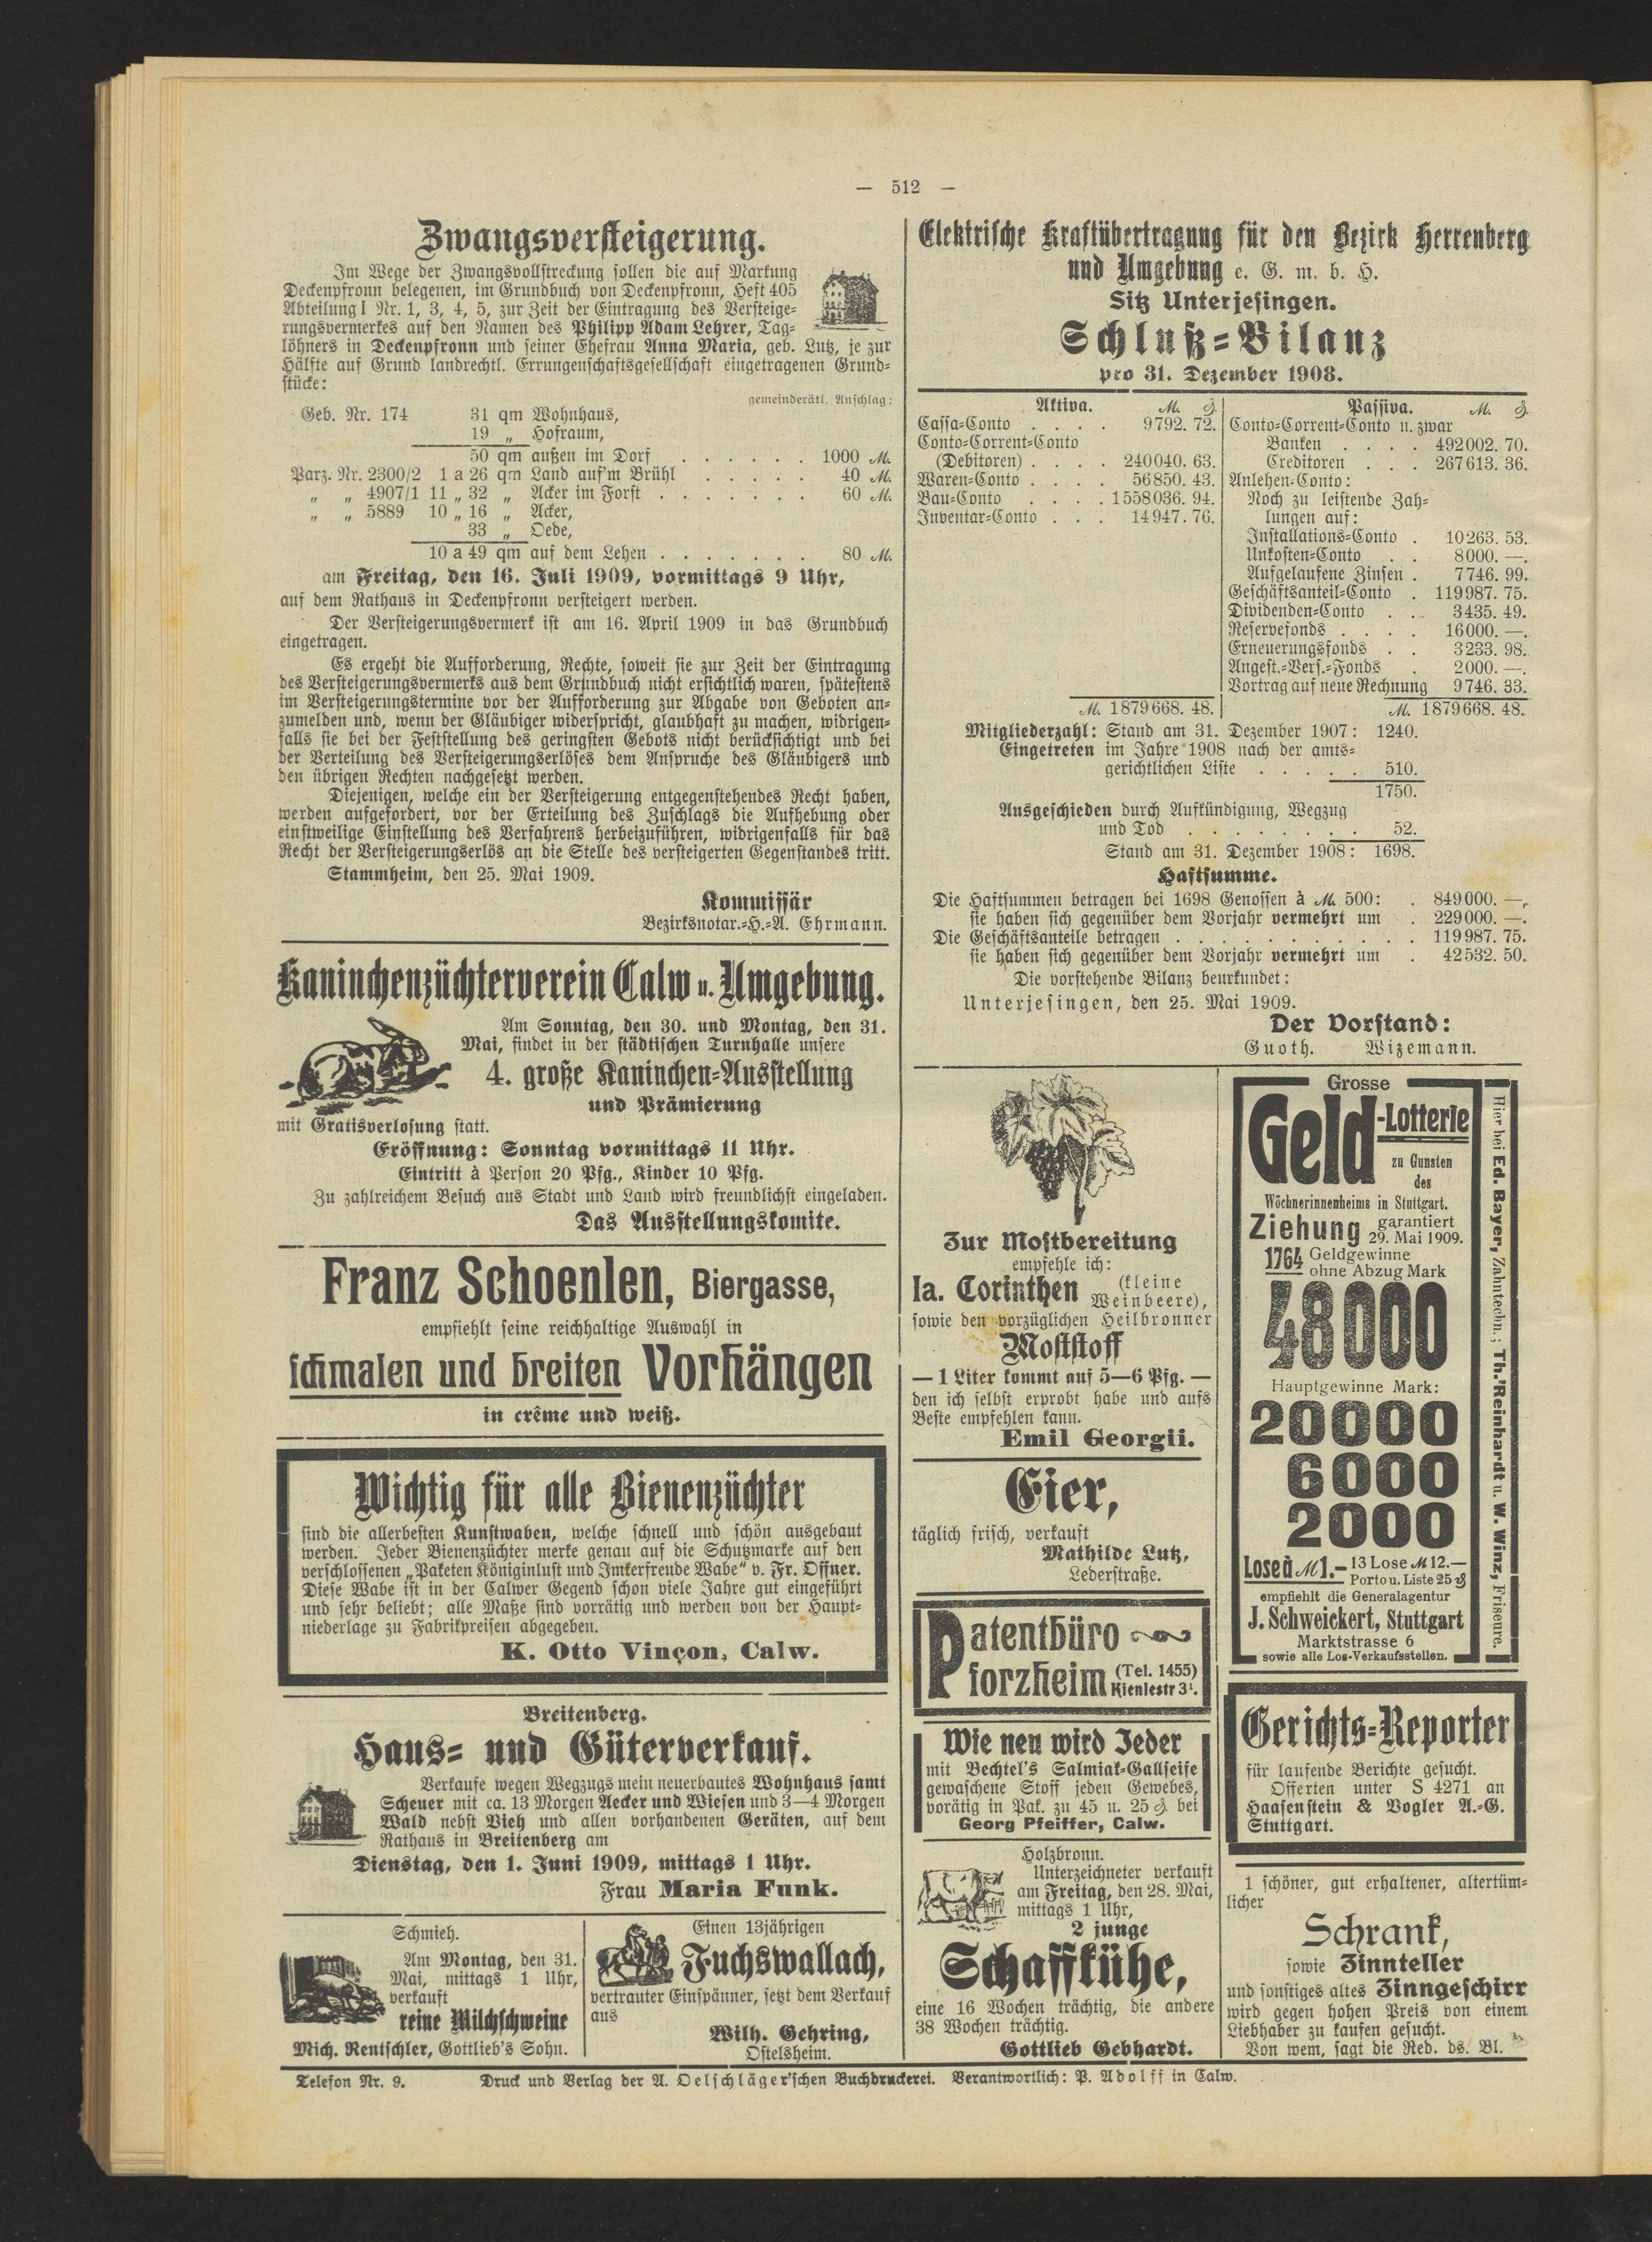 — 512 —
Zwangsversteigerung.
Im Wege der Zwangsvollstreckung sollen die auf Markung
Deckenpfronn belegenen, im Grundbuch von Deckenpfronn, Heft 405
Abteilung I Nr. 1, 3, 4, 5, zur Zeit der Eintragung des Versteige-
rungsvermerkes auf den Namen des Philipp Adam Lehrer, Tag-
löhners in Deckenpfronn und seiner Ehefrau Anna Maria, geb. Lutz, je zur
Hälfte auf Grund landrechtl. Errungenschaftsgesellschaft eingetragenen Grund-
stücke:
gemeinderätl. Anschlag:
Geb. Nr. 174 31 qm Wohnhaus,
19 „ Hofraum,
50 qm außen im Dorf . . . . . . 1000 M.
Parz. Nr. 2300/2 1 a 26 qm Land auf'm Brühl . . . . . 40 M.
„ „ 4907/1 11 „ 32 „ Acker im Forst . . . . . . . 60 M.
„ „ 5889 10 „ 16 „ Acker,
33 „ Oede,
10 a 49 qm auf dem Lehen . . . . . . . 80 M.
am Freitag, den 16. Juli 1909, vormittags 9 Uhr,
auf dem Rathaus in Deckenpfronn versteigert werden.
Der Versteigerungsvermerk ist am 16. April 1909 in das Grundbuch
eingetragen.
Es ergeht die Aufforderung, Rechte, soweit sie zur Zeit der Eintragung
des Versteigerungsvermerks aus dem Grundbuch nicht ersichtlich waren, spätestens
im Versteigerungstermine vor der Aufforderung zur Abgabe von Geboten an-
zumelden und, wenn der Gläubiger widerspricht, glaubhaft zu machen, widrigen-
falls sie bei der Feststellung des geringsten Gebots nicht berücksichtigt und bei
der Verteilung des Versteigerungserlöses dem Anspruche des Gläubigers und
den übrigen Rechten nachgesetzt werden.
Diejenigen, welche ein der Versteigerung entgegenstehendes Recht haben,
werden aufgefordert, vor der Erteilung des Zuschlags die Aufhebung oder
einstweilige Einstellung des Verfahrens herbeizuführen, widrigenfalls für das
Recht der Versteigerungserlös an die Stelle des versteigerten Gegenstandes tritt.
Stammheim, den 25. Mai 1909.
Kommissär
Bezirksnotar.-H.-A. Ehrmann.
Kaninchenzüchterverein Calw u. Umgebung.
Am Sonntag, den 30. und Montag, den 31.
Mai, findet in der städtischen Turnhalle unsere
4. große Kaninchen-Ausstellung
und Prämierung
mit Gratisverlosung statt.
Eröffnung: Sonntag vormittags 11 Uhr.
Eintritt à Person 20 Pfg., Kinder 10 Pfg.
Zu zahlreichem Besuch aus Stadt und Land wird freundlichst eingeladen.
Das Ausstellungskomite.
Franz Schoenlen, Biergasse,
empfiehlt seine reichhaltige Auswahl in
schmalen und breiten Vorhängen
in crême und weiß.
Wichtig für alle Bienenzüchter
sind die allerbesten Kunstwaben, welche schnell und schön ausgebaut
werden. Jeder Bienenzüchter merke genau auf die Schutzmarke auf den
verschlossenen „Paketen Königinlust und Imkerfreude Wabe“ v. Fr. Offner.
Diese Wabe ist in der Calwer Gegend schon viele Jahre gut eingeführt
und sehr beliebt; alle Maße sind vorrätig und werden von der Haupt-
niederlage zu Fabrikpreisen abgegeben.
K. Otto Vinçon, Calw.
Breitenberg.
Haus- und Güterverkauf.
Verkaufe wegen Wegzugs mein neuerbautes Wohnhaus samt
Scheuer mit ca. 13 Morgen Aecker und Wiesen und 3—4 Morgen
Wald nebst Vieh und allen vorhandenen Geräten, auf dem
Rathaus in Breitenberg am
Dienstag, den 1. Juni 1909, mittags 1 Uhr.
Frau Maria Funk.
Schmieh.
Am Montag, den 31.
Mai, mittags 1 Uhr,
verkauft
reine Milchschweine
Mich. Rentschler, Gottlieb's Sohn.
Einen 13jährigen
Fuchswallach,
vertrauter Einspänner, setzt dem Verkauf
aus
Wilh. Gehring,
Ostelsheim.
Elektrische Kraftübertragung für den Bezirk Herrenberg
und Umgebung e. G. m. b. H.
Sitz Unterjesingen.
Schluß-Bilanz
pro 31. Dezember 1908.
Aktiva. M. ₰
Cassa-Conto . . . . 9792. 72.
Conto-Corrent-Conto
(Debitoren) . . . . 240040. 63.
Waren-Conto . . . . 56850. 43.
Bau-Conto . . . . 1558036. 94.
Inventar-Conto . . . 14947. 76.
M. 1879668. 48.
Passiva. M. ₰
Conto-Corrent-Conto u. zwar
Banken . . . . 492002. 70.
Creditoren . . . 267613. 36.
Anlehen-Conto:
Noch zu leistende Zah-
lungen auf:
Installations-Conto . 10263. 53.
Unkosten-Conto . . 8000. —.
Aufgelaufene Zinsen . 7746. 99.
Geschäftsanteil-Conto . 119987. 75.
Dividenden-Conto . . 3435. 49.
Reservefonds . . . . 16000. —.
Erneuerungsfonds . . 3233. 98.
Angest.-Vers.-Fonds . 2000. —.
Vortrag auf neue Rechnung 9746. 33.
M. 1879668. 48.
Mitgliederzahl: Stand am 31. Dezember 1907: 1240.
Eingetreten im Jahre 1908 nach der amts-
gerichtlichen Liste . . . . . 510.
1750.
Ausgeschieden durch Aufkündigung, Wegzug
und Tod . . . . . . . . 52.
Stand am 31. Dezember 1908: 1698.
Haftsumme.
Die Haftsummen betragen bei 1698 Genossen à M. 500: . 849000. —,
sie haben sich gegenüber dem Vorjahr vermehrt um . 229000. —.
Die Geschäftsanteile betragen . . . . . . . . . . . 119987. 75.
sie haben sich gegenüber dem Vorjahr vermehrt um . 42532. 50.
Die vorstehende Bilanz beurkundet:
Unterjesingen, den 25. Mai 1909.
Der Vorstand:
Guoth. Wizemann.
Zur Mostbereitung
empfehle ich:
Ia. Corinthen (kleine
Weinbeere),
sowie den vorzüglichen Heilbronner
Moststoff
— 1 Liter kommt auf 5—6 Pfg. —
den ich selbst erprobt habe und aufs
Beste empfehlen kann.
Emil Georgii.
Eier,
täglich frisch, verkauft
Mathilde Lutz,
Lederstraße.
Patentbüro
Pforzheim (Tel. 1455)
Kienlestr 3¹.
Wie neu wird Jeder
mit Bechtel's Salmiak-Gallseife
gewaschene Stoff jeden Gewebes,
vorätig in Pak. zu 45 u. 25 ₰. bei
Georg Pfeiffer, Calw.
Holzbronn.
Unterzeichneter verkauft
am Freitag, den 28. Mai,
mittags 1 Uhr,
2 junge
Schaffkühe,
eine 16 Wochen trächtig, die andere
38 Wochen trächtig.
Gottlieb Gebhardt.
Grosse
Geld-Lotterie
zu Gunsten
des
Wöchnerinnenheims in Stuttgart.
Ziehung garantiert
29. Mai 1909.
1764 Geldgewinne
ohne Abzug Mark
48000
Hauptgewinne Mark:
20000
6000
2000
Lose à M 1.– 13 Lose M 12.—
Porto u. Liste 25 ₰
empfiehlt die Generalagentur
J. Schweickert, Stuttgart
Marktstrasse 6
sowie alle Los-Verkaufsstellen.
Hier bei Ed. Bayer, Zahntechn.; Th. Reinhardt u. W. Winz, Friseure.
Gerichts-Reporter
für laufende Berichte gesucht.
Offerten unter S 4271 an
Haasenstein & Vogler A.-G.
Stuttgart.
1 schöner, gut erhaltener, altertüm-
licher
Schrank,
sowie Zinnteller
und sonstiges altes Zinngeschirr
wird gegen hohen Preis von einem
Liebhaber zu kaufen gesucht.
Von wem, sagt die Red. ds. Bl.
Telefon Nr. 9. Druck und Verlag der A. Oelschläger'schen Buchdruckerei. Verantwortlich: P. Adolff in Calw.